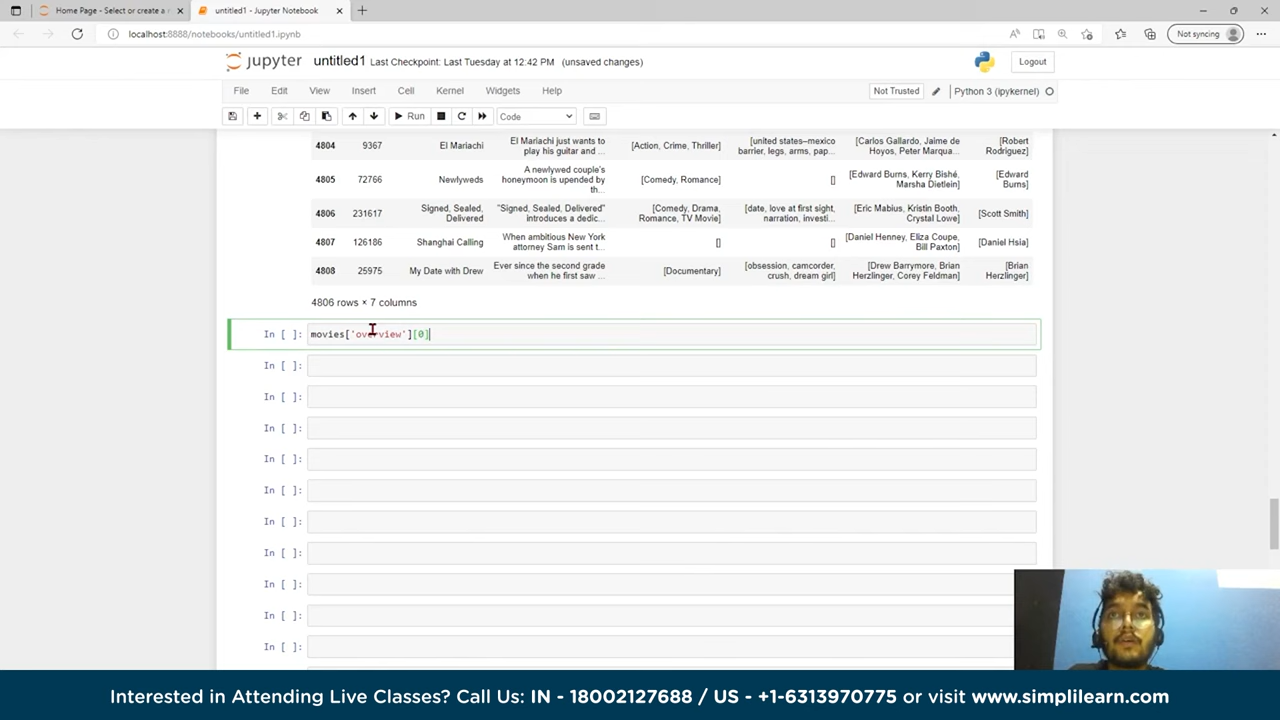 Home Page - Select or create a n
untitled1 - Jupyter Notebook
localhost:8888/notebooks/untitled1.ipynb
Not syncing
jupyter untitled1 Last Checkpoint: Last Tuesday at 12:42 PM (unsaved changes)
Logout
File Edit View Insert Cell Kernel Widgets Help
Not Trusted
Python 3 (ipykernel)
Run
Code
4804 9367 El Mariachi El Mariachi just wants to play his guitar and ... [Action, Crime, Thriller] [united states–mexico barrier, legs, arms, pap... [Carlos Gallardo, Jaime de Hoyos, Peter Marqua... [Robert Rodriguez]
4805 72766 Newlyweds A newlywed couple's honeymoon is upended by th... [Comedy, Romance] [] [Edward Burns, Kerry Bishé, Marsha Dietlein] [Edward Burns]
4806 231617 Signed, Sealed, Delivered "Signed, Sealed, Delivered" introduces a dedic... [Comedy, Drama, Romance, TV Movie] [date, love at first sight, narration, investi... [Eric Mabius, Kristin Booth, Crystal Lowe] [Scott Smith]
4807 126186 Shanghai Calling When ambitious New York attorney Sam is sent t... [] [] [Daniel Henney, Eliza Coupe, Bill Paxton] [Daniel Hsia]
4808 25975 My Date with Drew Ever since the second grade when he first saw ... [Documentary] [obsession, camcorder, crush, dream girl] [Drew Barrymore, Brian Herzlinger, Corey Feldman] [Brian Herzlinger]
4806 rows × 7 columns
In [ ]: movies['overview'][0]
In [ ]:
In [ ]:
In [ ]:
In [ ]:
In [ ]:
In [ ]:
In [ ]:
In [ ]:
In [ ]:
In [ ]:
Interested in Attending Live Classes? Call Us: IN - 18002127688 / US - +1-6313970775 or visit www.simplilearn.com